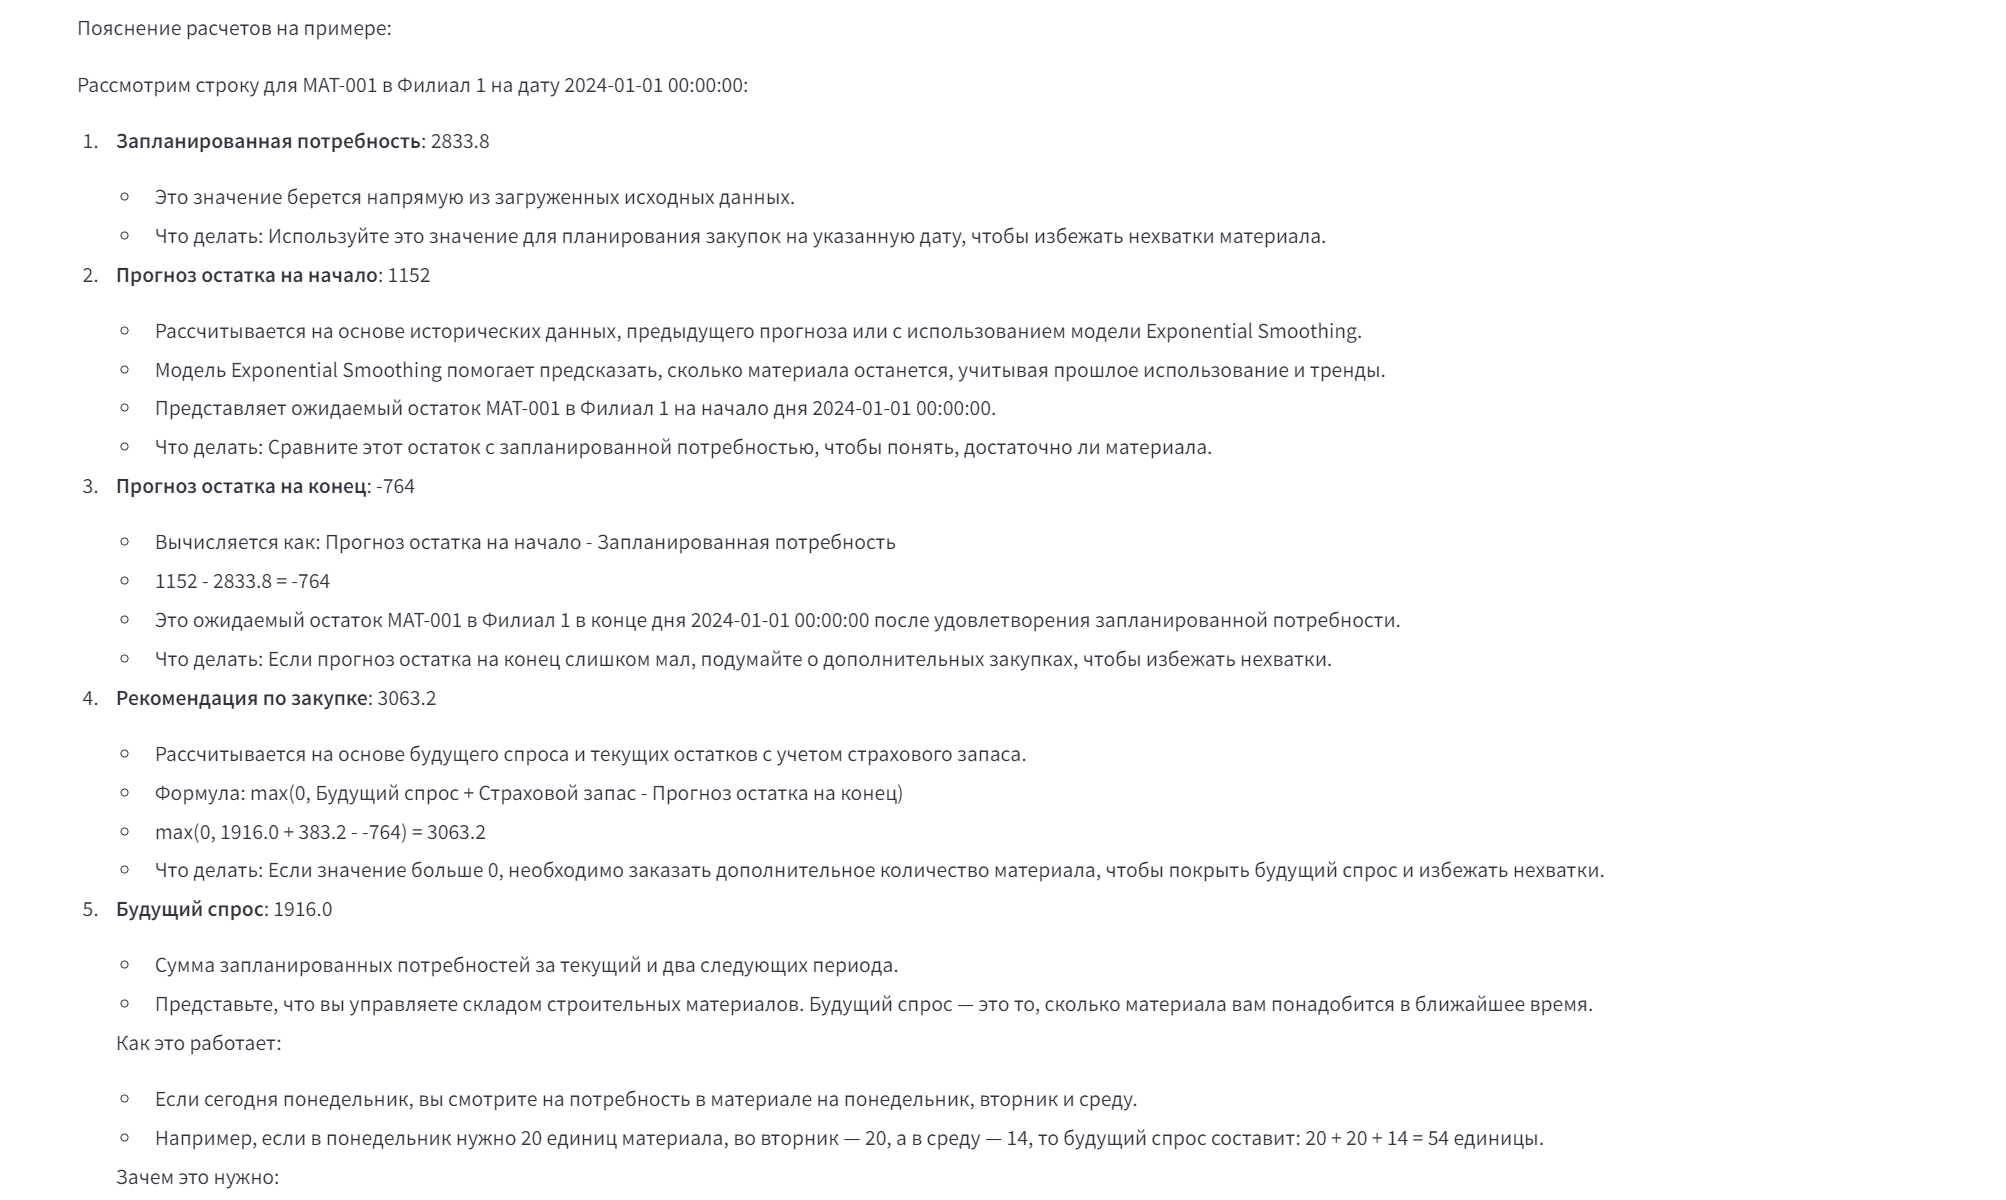 Пояснение расчетов на примере:
Рассмотрим строку для МАТ-001 в Филиал 1 на дату 2024-01-01 00:00:00:
1. Запланированная потребность: 2833.8
◦ Это значение берется напрямую из загруженных исходных данных.
◦ Что делать: Используйте это значение для планирования закупок на указанную дату, чтобы избежать нехватки материала.
2. Прогноз остатка на начало: 1152
◦ Рассчитывается на основе исторических данных, предыдущего прогноза или с использованием модели Exponential Smoothing.
◦ Модель Exponential Smoothing помогает предсказать, сколько материала останется, учитывая прошлое использование и тренды.
◦ Представляет ожидаемый остаток МАТ-001 в Филиал 1 на начало дня 2024-01-01 00:00:00.
◦ Что делать: Сравните этот остаток с запланированной потребностью, чтобы понять, достаточно ли материала.
3. Прогноз остатка на конец: -764
◦ Вычисляется как: Прогноз остатка на начало - Запланированная потребность
◦ 1152 - 2833.8 = -764
◦ Это ожидаемый остаток МАТ-001 в Филиал 1 в конце дня 2024-01-01 00:00:00 после удовлетворения запланированной потребности.
◦ Что делать: Если прогноз остатка на конец слишком мал, подумайте о дополнительных закупках, чтобы избежать нехватки.
4. Рекомендация по закупке: 3063.2
◦ Рассчитывается на основе будущего спроса и текущих остатков с учетом страхового запаса.
◦ Формула: max(0, Будущий спрос + Страховой запас - Прогноз остатка на конец)
◦ max(0, 1916.0 + 383.2 - -764) = 3063.2
◦ Что делать: Если значение больше 0, необходимо заказать дополнительное количество материала, чтобы покрыть будущий спрос и избежать нехватки.
5. Будущий спрос: 1916.0
◦ Сумма запланированных потребностей за текущий и два следующих периода.
◦ Представьте, что вы управляете складом строительных материалов. Будущий спрос — это то, сколько материала вам понадобится в ближайшее время.
Как это работает:
◦ Если сегодня понедельник, вы смотрите на потребность в материале на понедельник, вторник и среду.
◦ Например, если в понедельник нужно 20 единиц материала, во вторник — 20, а в среду — 14, то будущий спрос составит: 20 + 20 + 14 = 54 единицы.
Зачем это нужно: